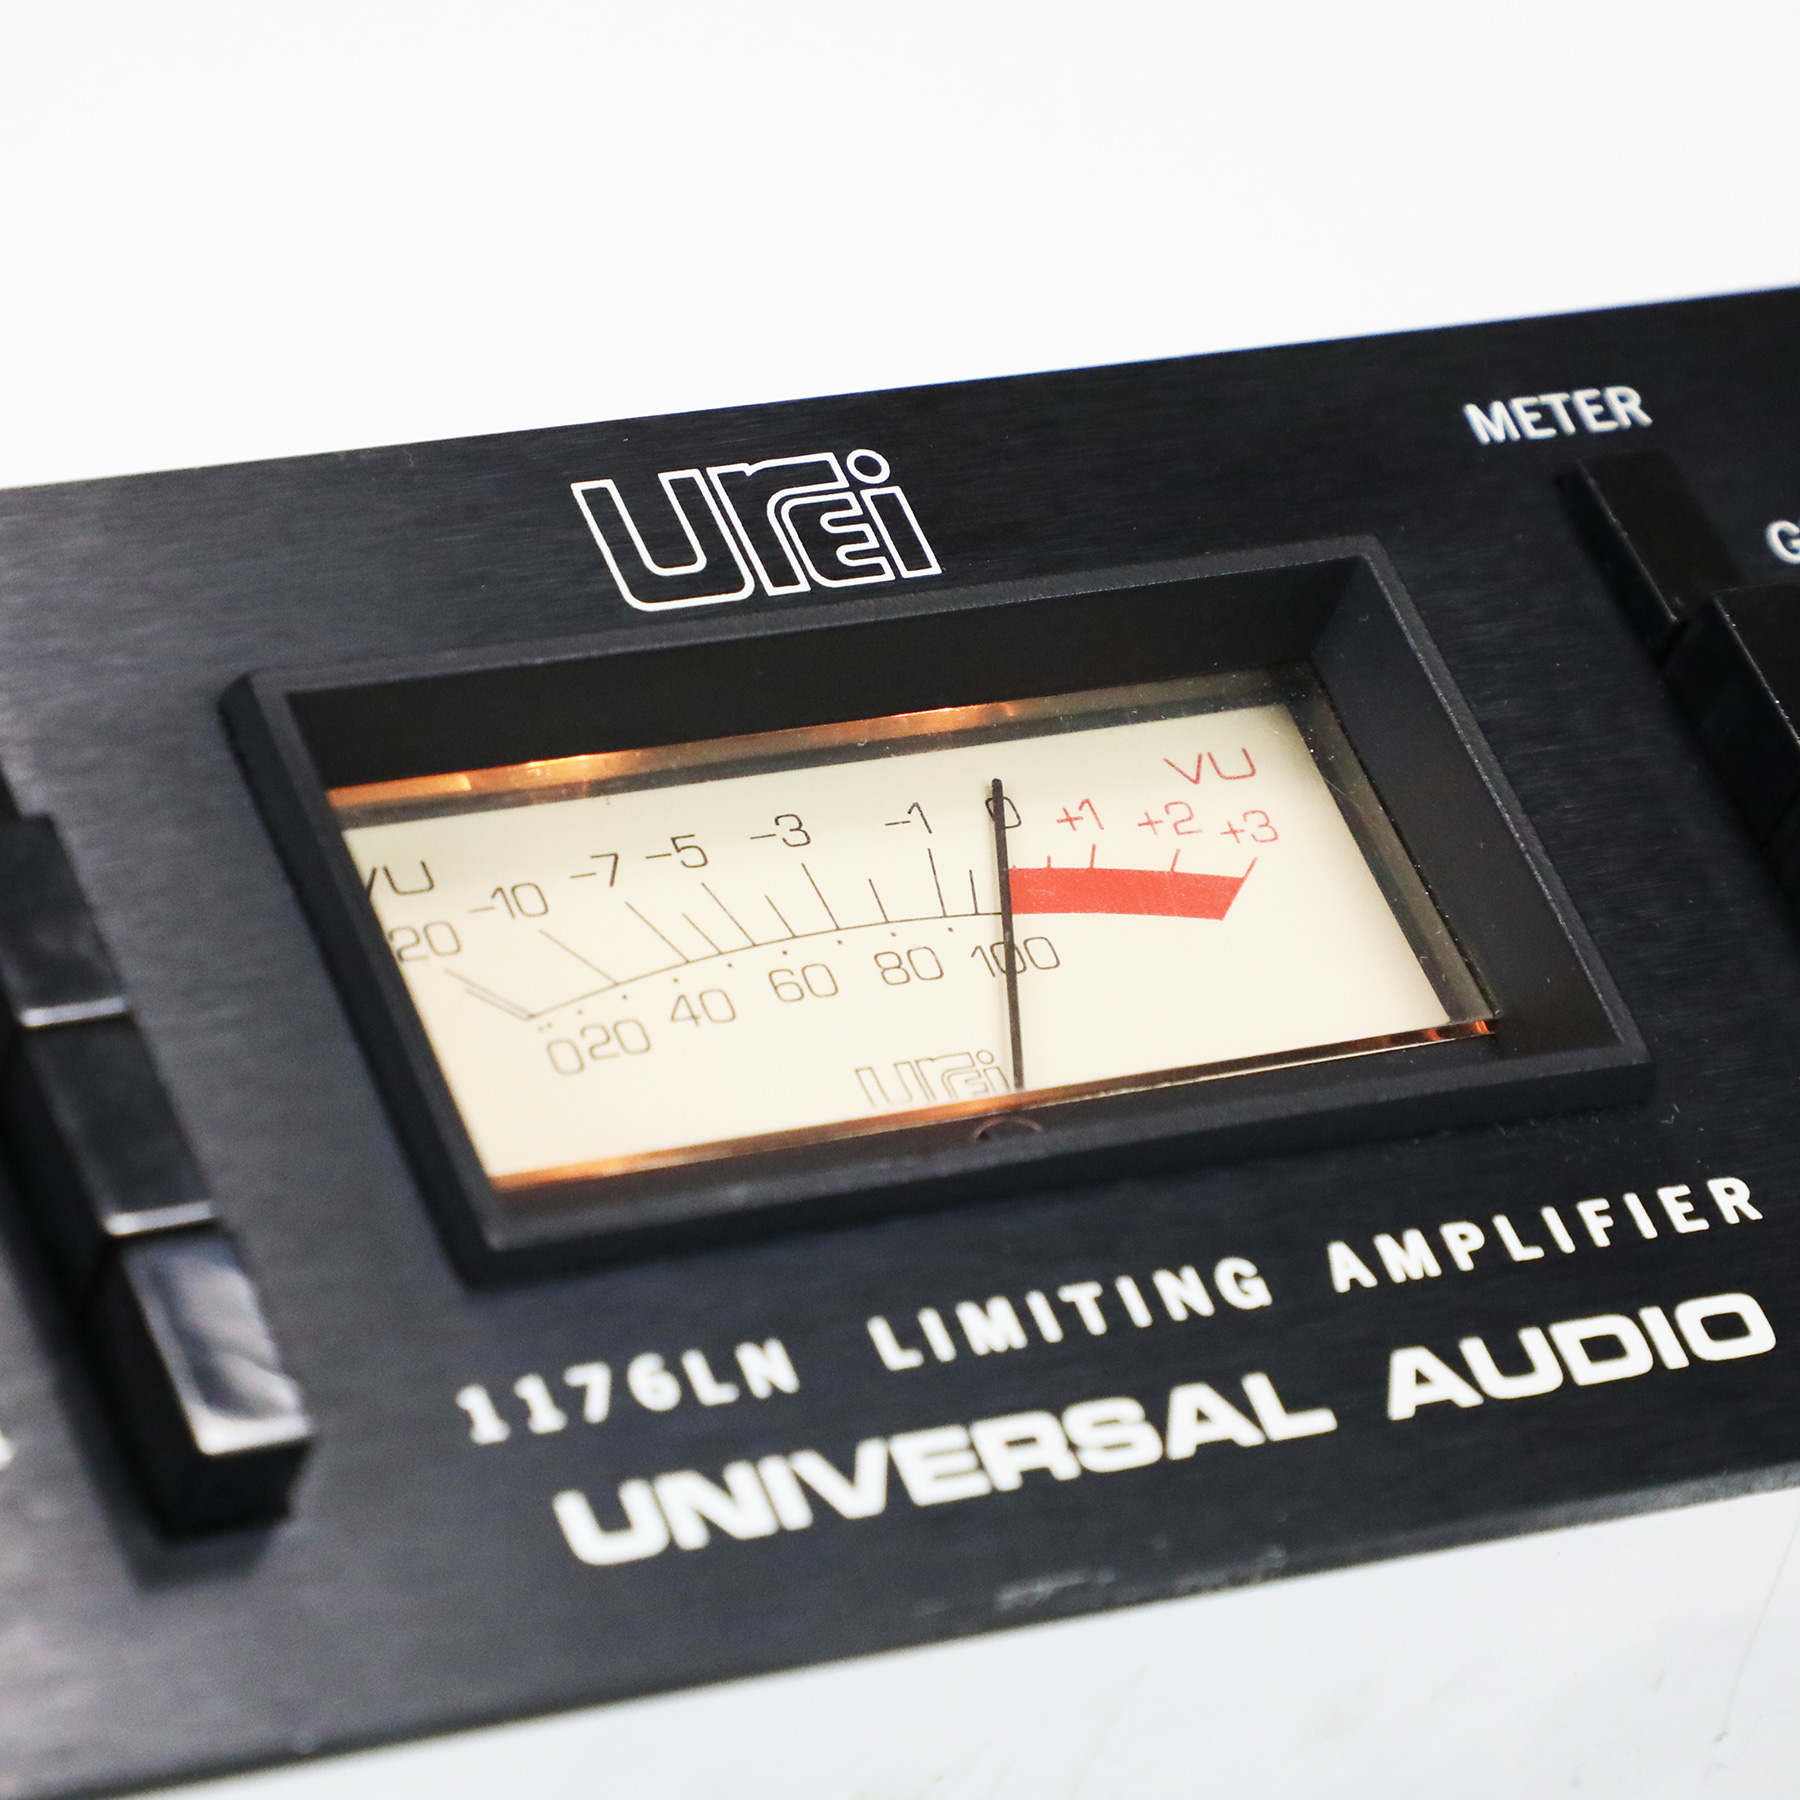 METER
urei
G
VU
VU
20 -10 -7 -5 -3 -1 0 +1 +2 +3
0 20 40 60 80 100
urei
1176LN LIMITING AMPLIFIER
UNIVERSAL AUDIO